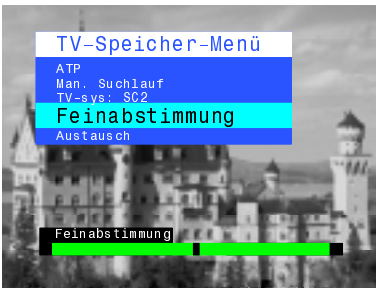 TV-Speicher-Menü
ATP
Man. Suchlauf
TV-sys: SC2
Feinabstimmung
Austausch
Feinabstimmung